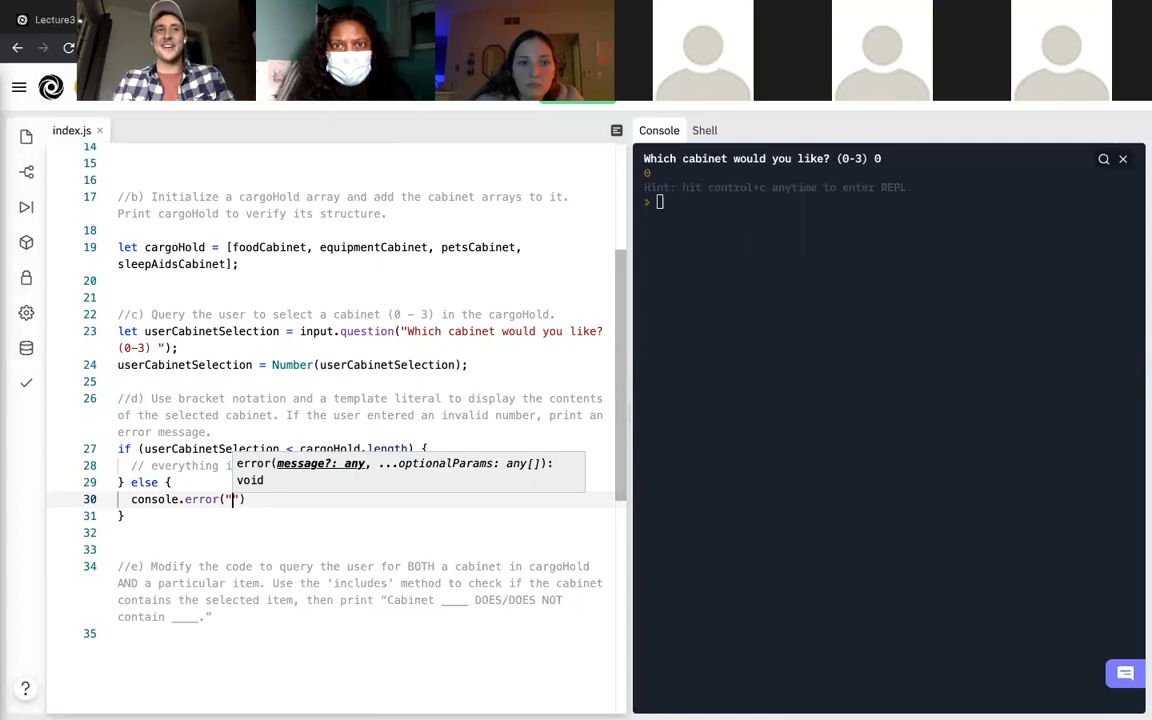 Lecture3
index.js ×
Console
Shell
14
15
16
17 //b) Initialize a cargoHold array and add the cabinet arrays to it.
Print cargoHold to verify its structure.
18
19 let cargoHold = [foodCabinet, equipmentCabinet, petsCabinet,
sleepAidsCabinet];
20
21
22 //c) Query the user to select a cabinet (0 - 3) in the cargoHold.
23 let userCabinetSelection = input.question("Which cabinet would you like?
(0-3) ");
24 userCabinetSelection = Number(userCabinetSelection);
25
26 //d) Use bracket notation and a template literal to display the contents
of the selected cabinet. If the user entered an invalid number, print an
error message.
27 if (userCabinetSelection < cargoHold.length) {
28 // everything i
error(message?: any, ...optionalParams: any[]):
void
29 } else {
30 console.error("")
31 }
32
33
34 //e) Modify the code to query the user for BOTH a cabinet in cargoHold
AND a particular item. Use the 'includes' method to check if the cabinet
contains the selected item, then print “Cabinet ____ DOES/DOES NOT
contain ____.”
35
Which cabinet would you like? (0-3) 0
0
Hint: hit control+c anytime to enter REPL
>
?